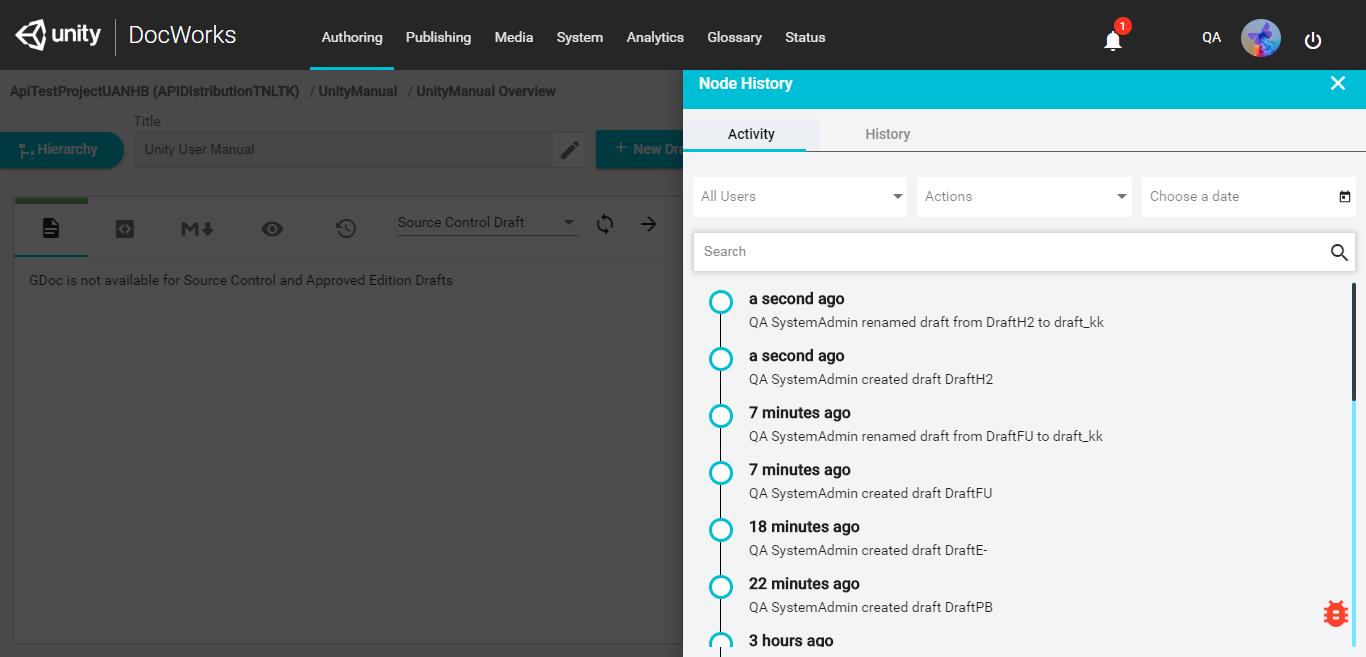 unity DocWorks Authoring Publishing Media System Analytics Glossary Status 1 QA
ApiTestProjectUANHB (APIDistributionTNLTK) / UnityManual / UnityManual Overview
Title
Hierarchy Unity User Manual + New Dra
M Source Control Draft
GDoc is not available for Source Control and Approved Edition Drafts
Node History
Activity History
All Users Actions Choose a date
Search
a second ago
QA SystemAdmin renamed draft from DraftH2 to draft_kk
a second ago
QA SystemAdmin created draft DraftH2
7 minutes ago
QA SystemAdmin renamed draft from DraftFU to draft_kk
7 minutes ago
QA SystemAdmin created draft DraftFU
18 minutes ago
QA SystemAdmin created draft DraftE-
22 minutes ago
QA SystemAdmin created draft DraftPB
3 hours ago